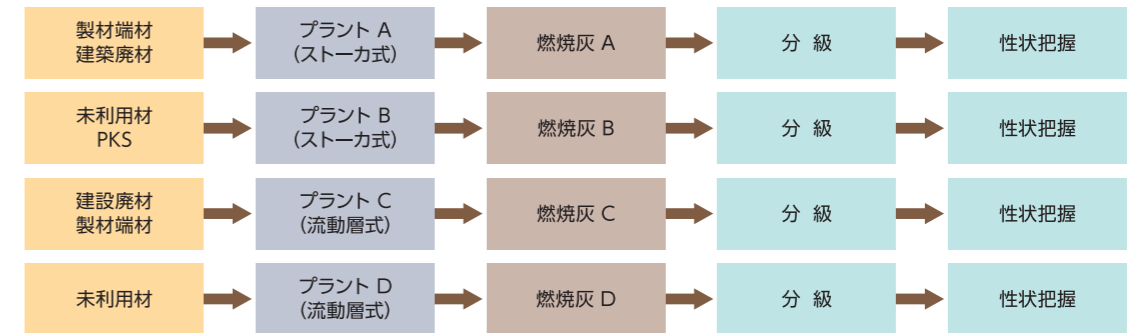 製材端材
建築廃材
プラント A
(ストーカ式)
燃焼灰 A
分 級
性状把握
未利用材
PKS
プラント B
(ストーカ式)
燃焼灰 B
分 級
性状把握
建設廃材
製材端材
プラント C
(流動層式)
燃焼灰 C
分 級
性状把握
未利用材
プラント D
(流動層式)
燃焼灰 D
分 級
性状把握